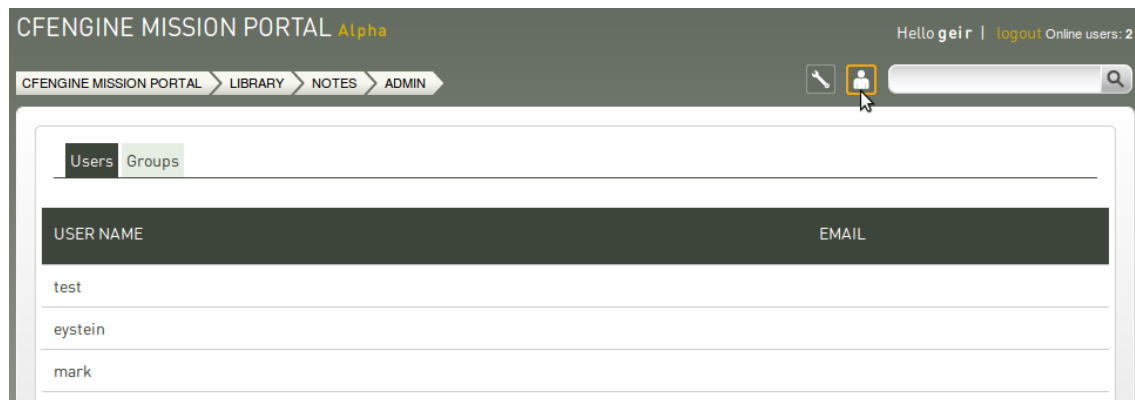 CFENGINE MISSION PORTAL Alpha
Hello geir | logout Online users: 2
CFENGINE MISSION PORTAL LIBRARY NOTES ADMIN
Users Groups
USER NAME EMAIL
test
eystein
mark